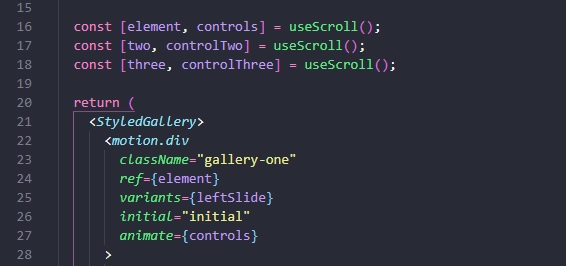 15
16 const [element, controls] = useScroll();
17 const [two, controlTwo] = useScroll();
18 const [three, controlThree] = useScroll();
19
20 return (
21 <StyledGallery>
22 <motion.div
23 className="gallery-one"
24 ref={element}
25 variants={leftSlide}
26 initial="initial"
27 animate={controls}
28 >